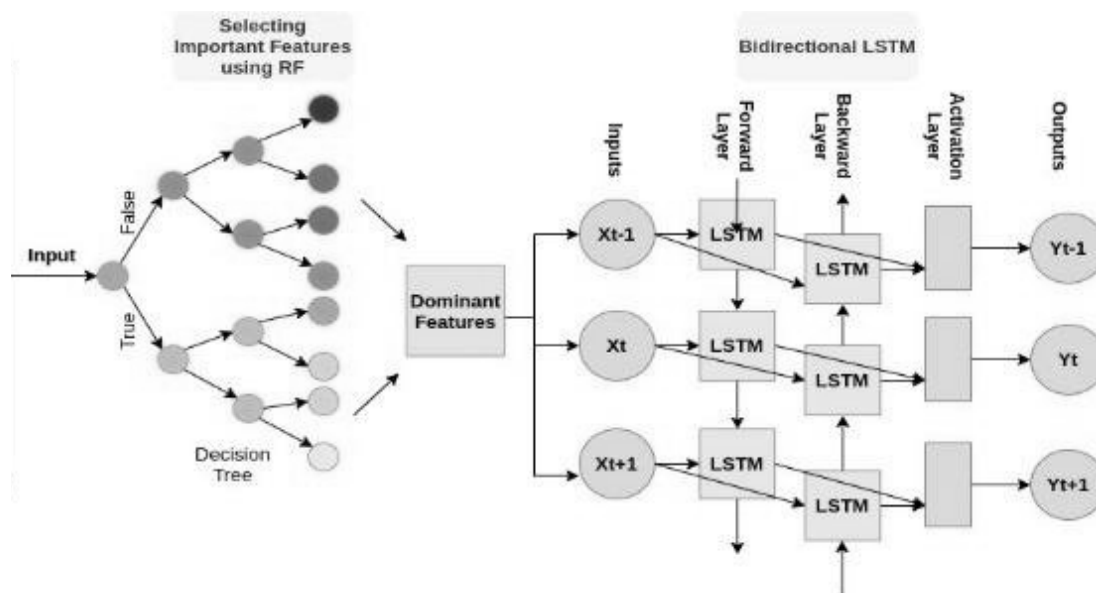 Selecting
Important Features
using RF
Bidirectional LSTM
Input
False
True
Decision
Tree
Dominant
Features
Inputs
Forward
Layer
Backward
Layer
Activation
Layer
Outputs
Xt-1
LSTM
LSTM
Yt-1
Xt
LSTM
LSTM
Yt
Xt+1
LSTM
LSTM
Yt+1